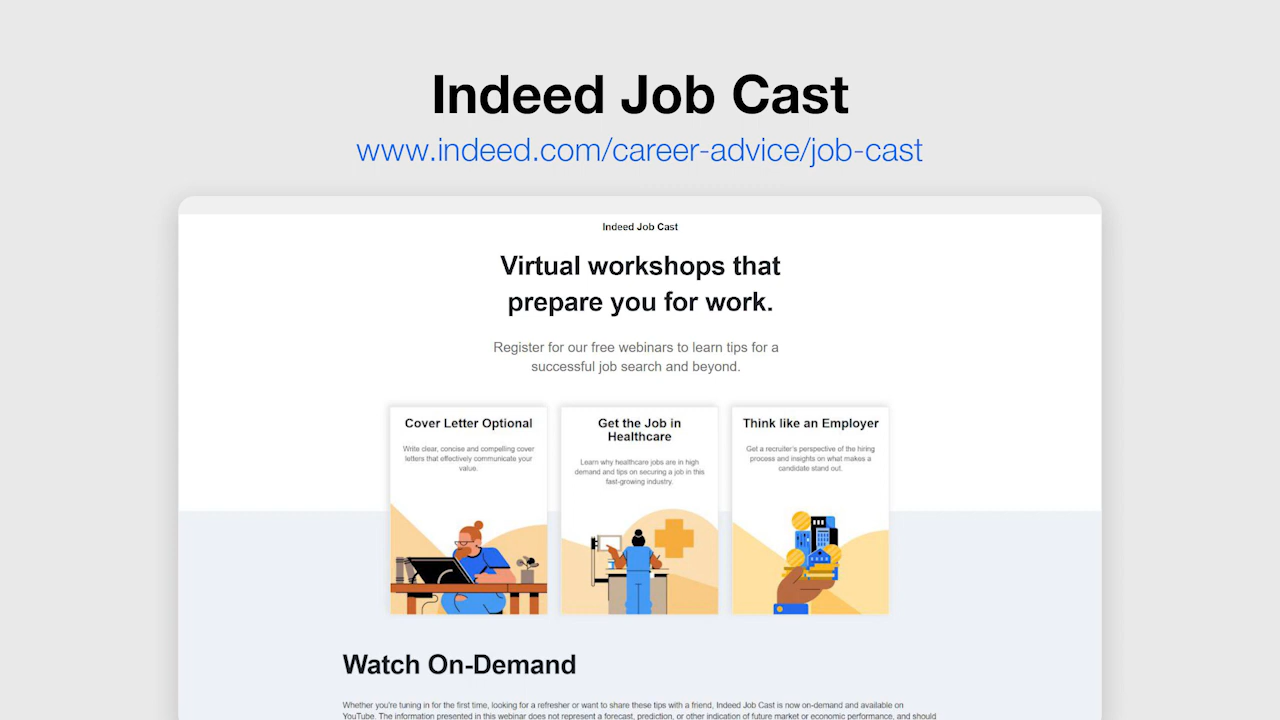 Indeed Job Cast
www.indeed.com/career-advice/job-cast
Indeed Job Cast
Virtual workshops that
prepare you for work.
Register for our free webinars to learn tips for a
successful job search and beyond.
Cover Letter Optional
Write clear, concise and compelling cover
letters that effectively communicate your
value.
Get the Job in
Healthcare
Learn why healthcare jobs are in high
demand and tips on securing a job in this
fast-growing industry.
Think like an Employer
Get a recruiter's perspective of the hiring
process and insights on what makes a
candidate stand out.
Watch On-Demand
Whether you're tuning in for the first time, looking for a refresher or want to share these tips with a friend, Indeed Job Cast is now on-demand and available on
YouTube. The information presented in this webinar does not represent a forecast, prediction, or other indication of future market or economic performance, and should